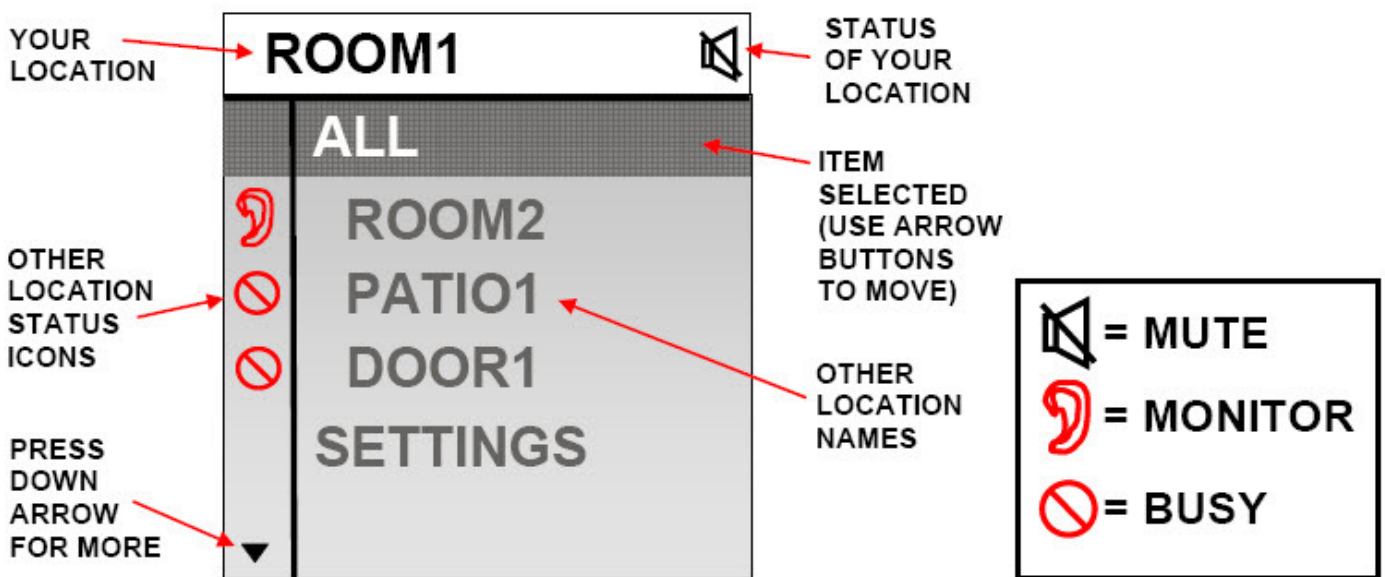 YOUR
LOCATION
ROOM1
STATUS
OF YOUR
LOCATION
ALL
ITEM
SELECTED
(USE ARROW
BUTTONS
TO MOVE)
ROOM2
OTHER
LOCATION
STATUS
ICONS
PATIO1
DOOR1
OTHER
LOCATION
NAMES
SETTINGS
PRESS
DOWN
ARROW
FOR MORE
= MUTE
= MONITOR
= BUSY